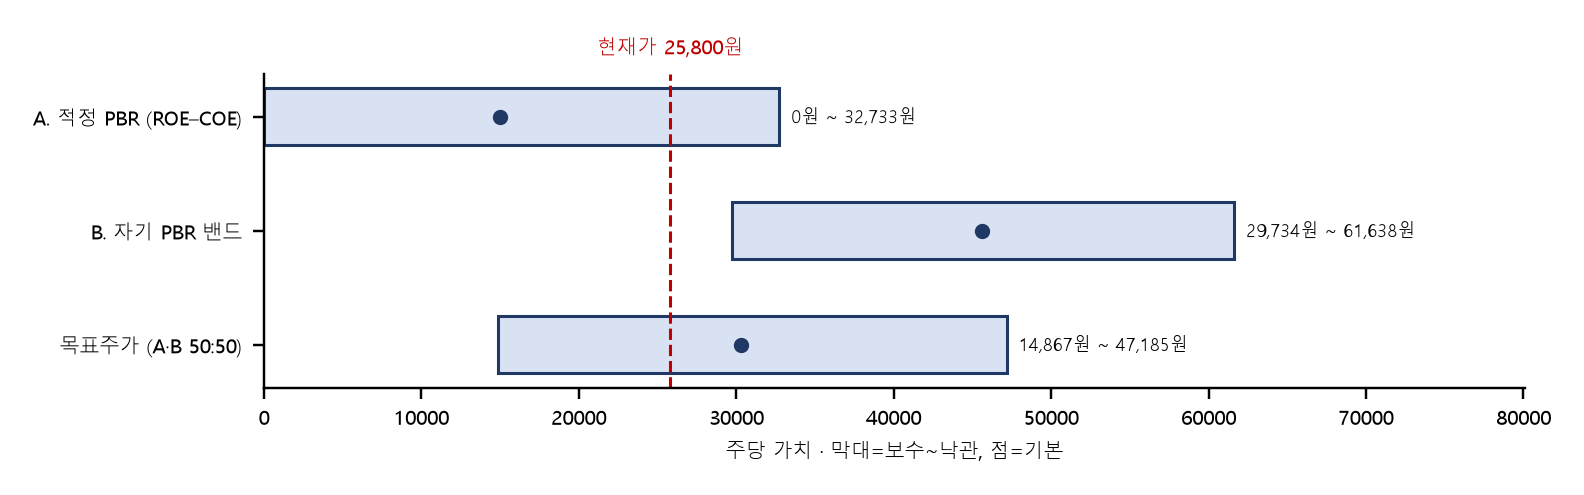 현재가 25,800원
A. 적정 PBR (ROE–COE)
0원 ~ 32,733원
B. 자기 PBR 밴드
29,734원 ~ 61,638원
목표주가 (A·B 50:50)
14,867원 ~ 47,185원
0 10000 20000 30000 40000 50000 60000 70000 80000
주당 가치 · 막대=보수~낙관, 점=기본